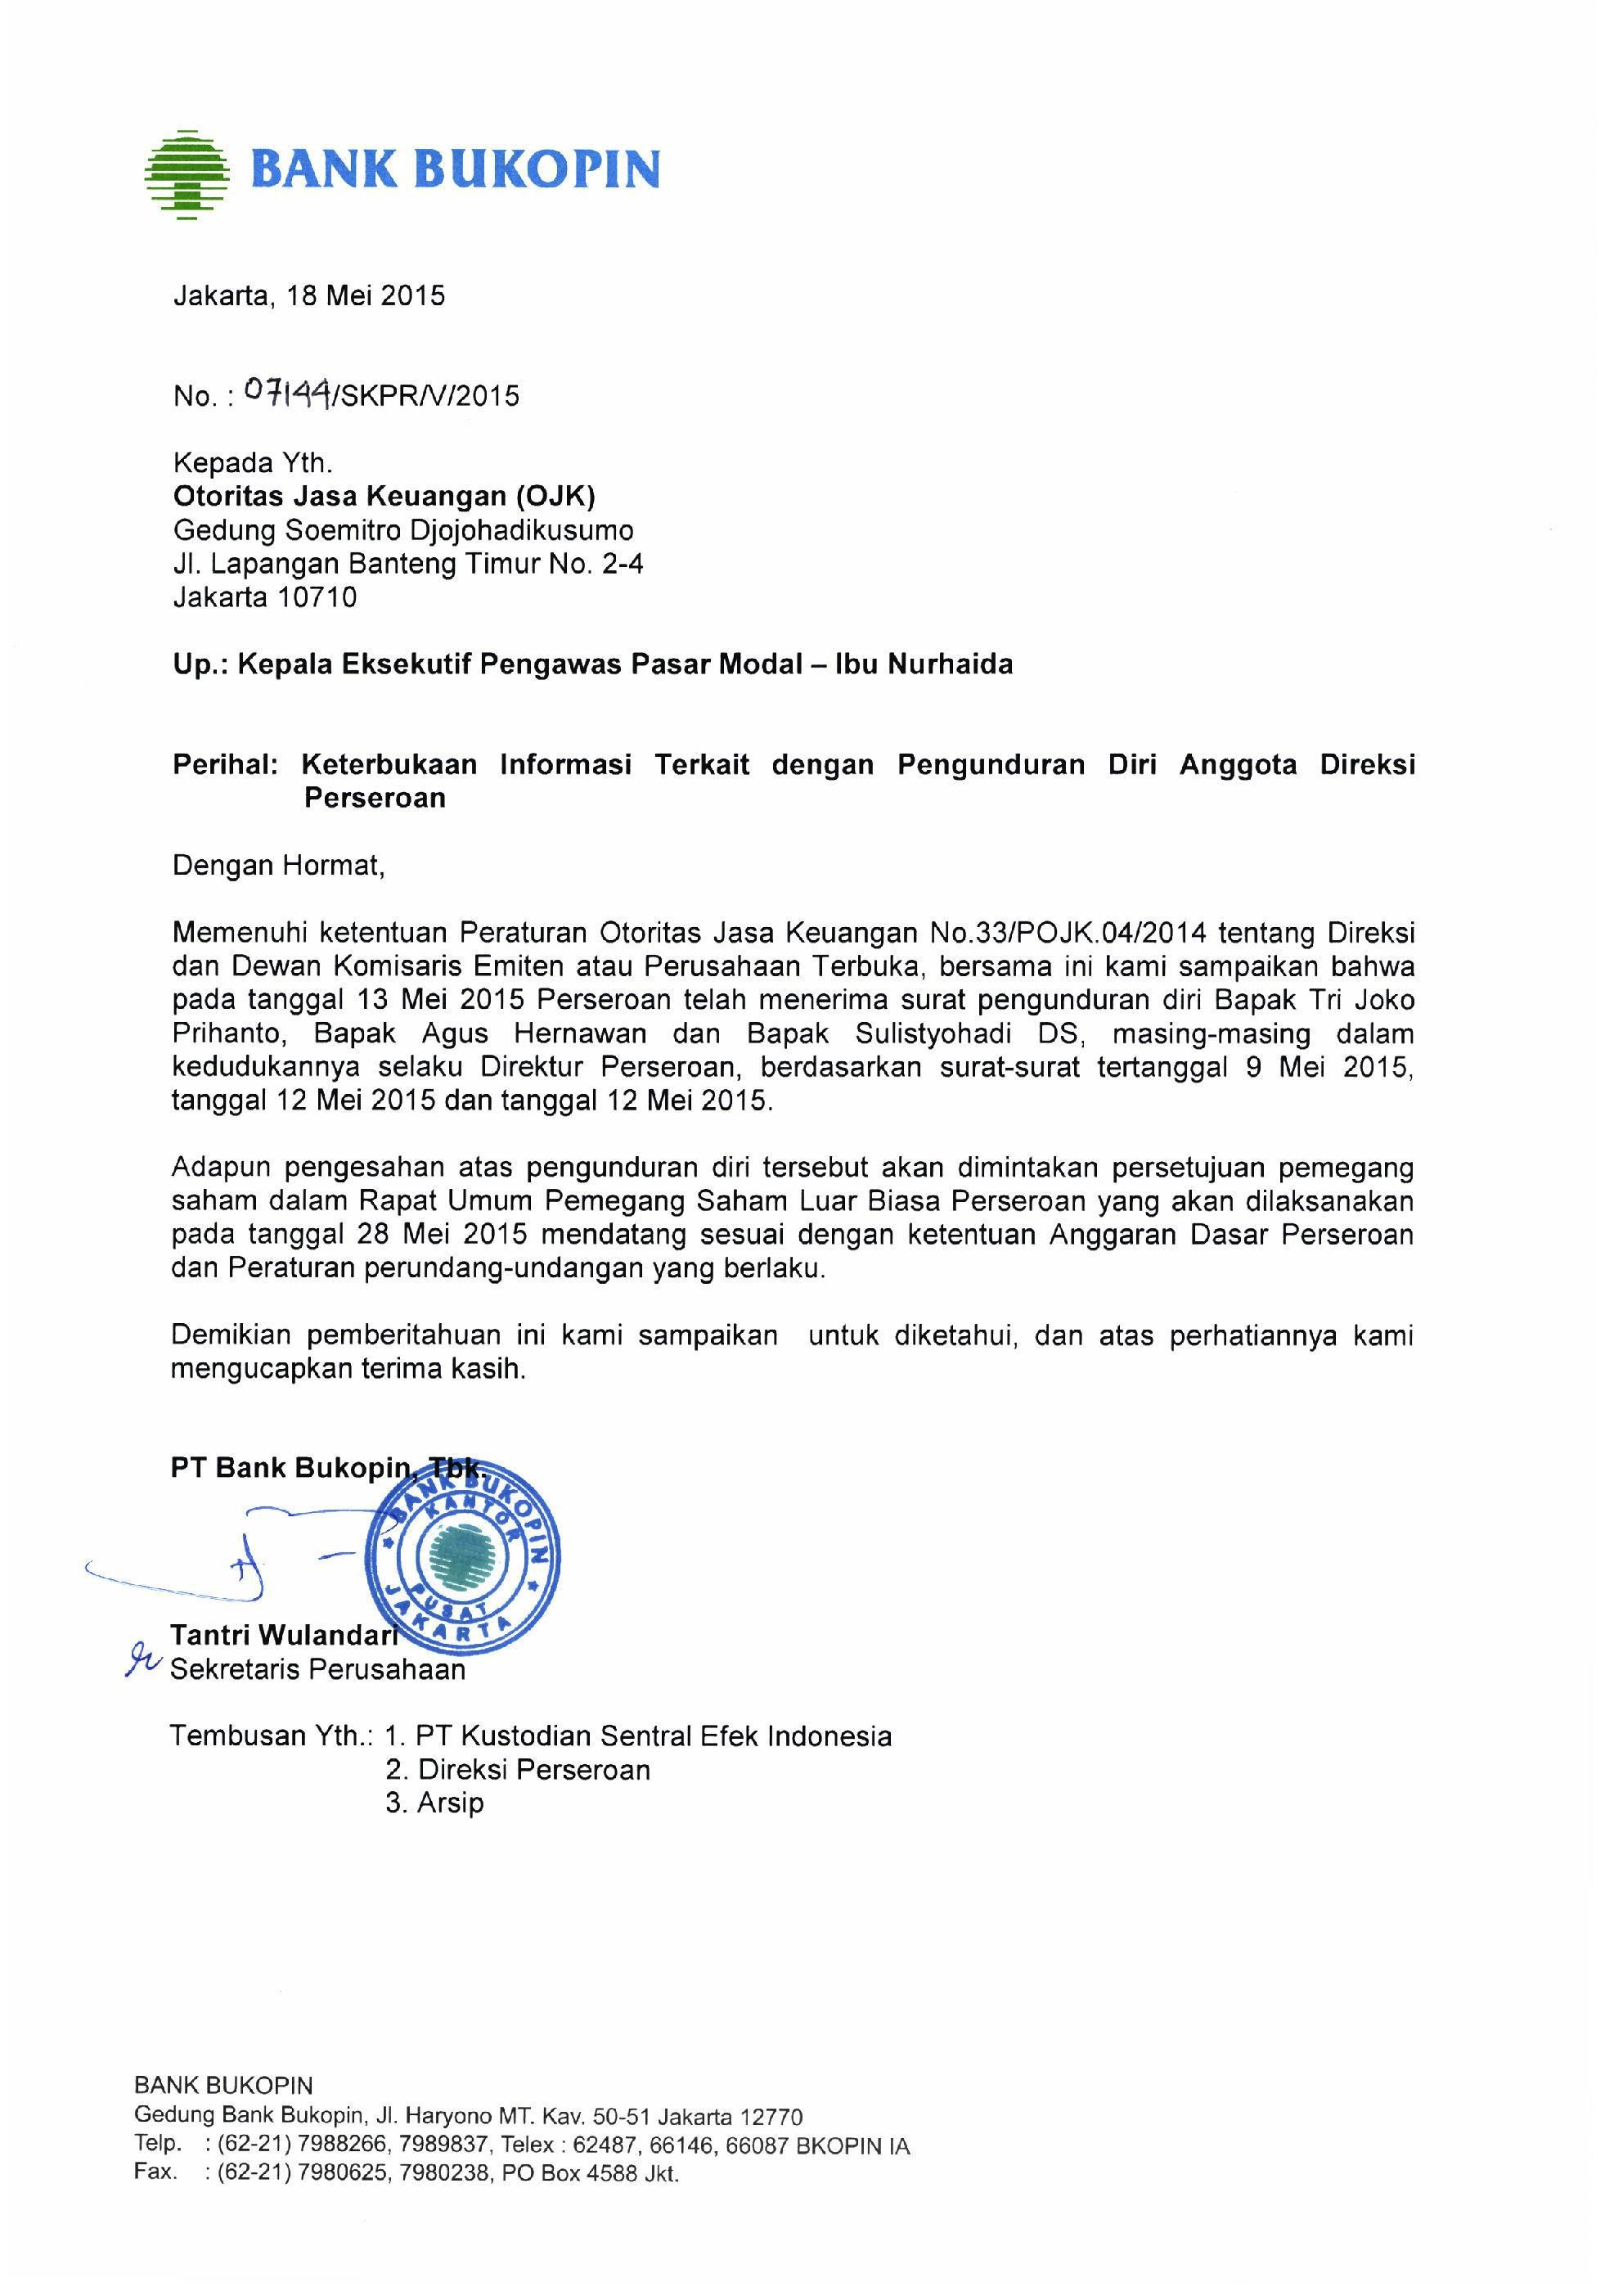 BANK BUKOPIN
Jakarta, 18 Mei 2015
No. : 07144/SKPR/V/2015
Kepada Yth.
Otoritas Jasa Keuangan (OJK)
Gedung Soemitro Djojohadikusumo
Jl. Lapangan Banteng Timur No. 2-4
Jakarta 10710
Up.: Kepala Eksekutif Pengawas Pasar Modal – Ibu Nurhaida
Perihal: Keterbukaan Informasi Terkait dengan Pengunduran Diri Anggota Direksi
Perseroan
Dengan Hormat,
Memenuhi ketentuan Peraturan Otoritas Jasa Keuangan No.33/POJK.04/2014 tentang Direksi
dan Dewan Komisaris Emiten atau Perusahaan Terbuka, bersama ini kami sampaikan bahwa
pada tanggal 13 Mei 2015 Perseroan telah menerima surat pengunduran diri Bapak Tri Joko
Prihanto, Bapak Agus Hernawan dan Bapak Sulistyohadi DS, masing-masing dalam
kedudukannya selaku Direktur Perseroan, berdasarkan surat-surat tertanggal 9 Mei 2015,
tanggal 12 Mei 2015 dan tanggal 12 Mei 2015.
Adapun pengesahan atas pengunduran diri tersebut akan dimintakan persetujuan pemegang
saham dalam Rapat Umum Pemegang Saham Luar Biasa Perseroan yang akan dilaksanakan
pada tanggal 28 Mei 2015 mendatang sesuai dengan ketentuan Anggaran Dasar Perseroan
dan Peraturan perundang-undangan yang berlaku.
Demikian pemberitahuan ini kami sampaikan untuk diketahui, dan atas perhatiannya kami
mengucapkan terima kasih.
PT Bank Bukopin, Tbk.
BANK BUKOPIN
KANTOR
PUSAT
JAKARTA
Tantri Wulandari
Sekretaris Perusahaan
Tembusan Yth.: 1. PT Kustodian Sentral Efek Indonesia
2. Direksi Perseroan
3. Arsip
BANK BUKOPIN
Gedung Bank Bukopin, Jl. Haryono MT. Kav. 50-51 Jakarta 12770
Telp. : (62-21) 7988266, 7989837, Telex : 62487, 66146, 66087 BKOPIN IA
Fax. : (62-21) 7980625, 7980238, PO Box 4588 Jkt.